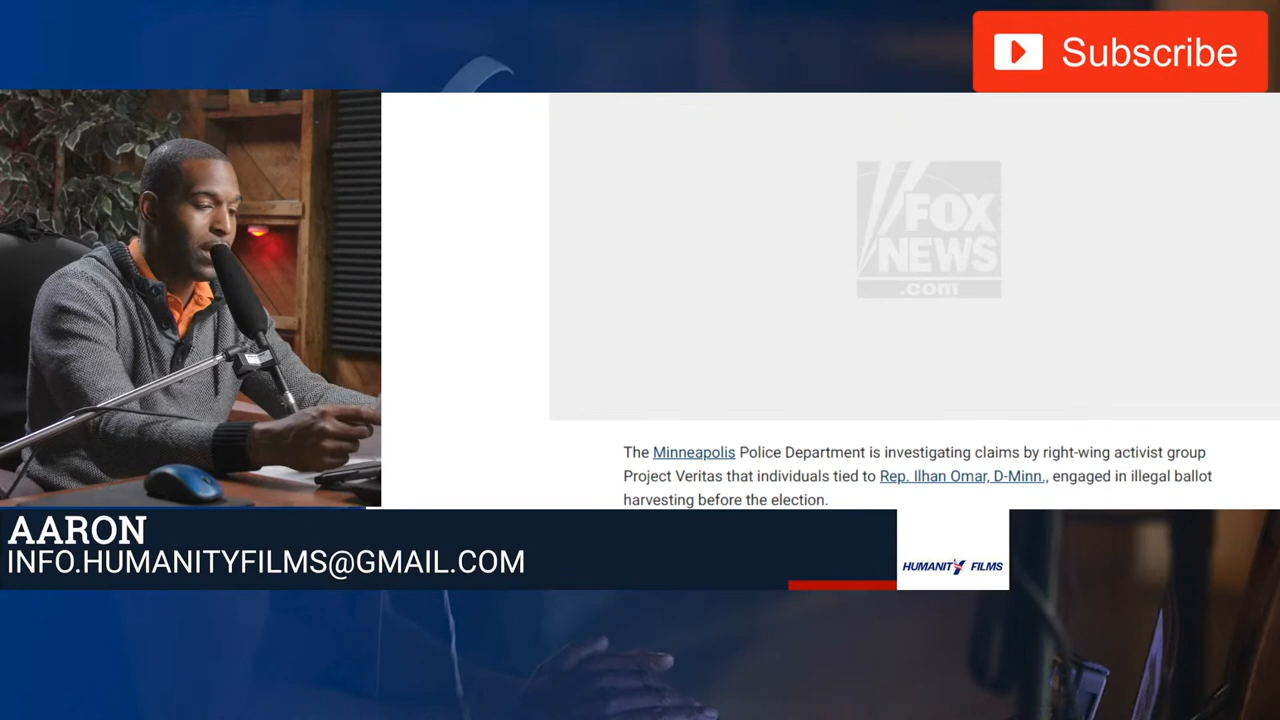 Subscribe
FOX
NEWS
.com
The Minneapolis Police Department is investigating claims by right-wing activist group
Project Veritas that individuals tied to Rep. Ilhan Omar, D-Minn., engaged in illegal ballot
harvesting before the election.
AARON
INFO.HUMANITYFILMS@GMAIL.COM
HUMANITY FILMS